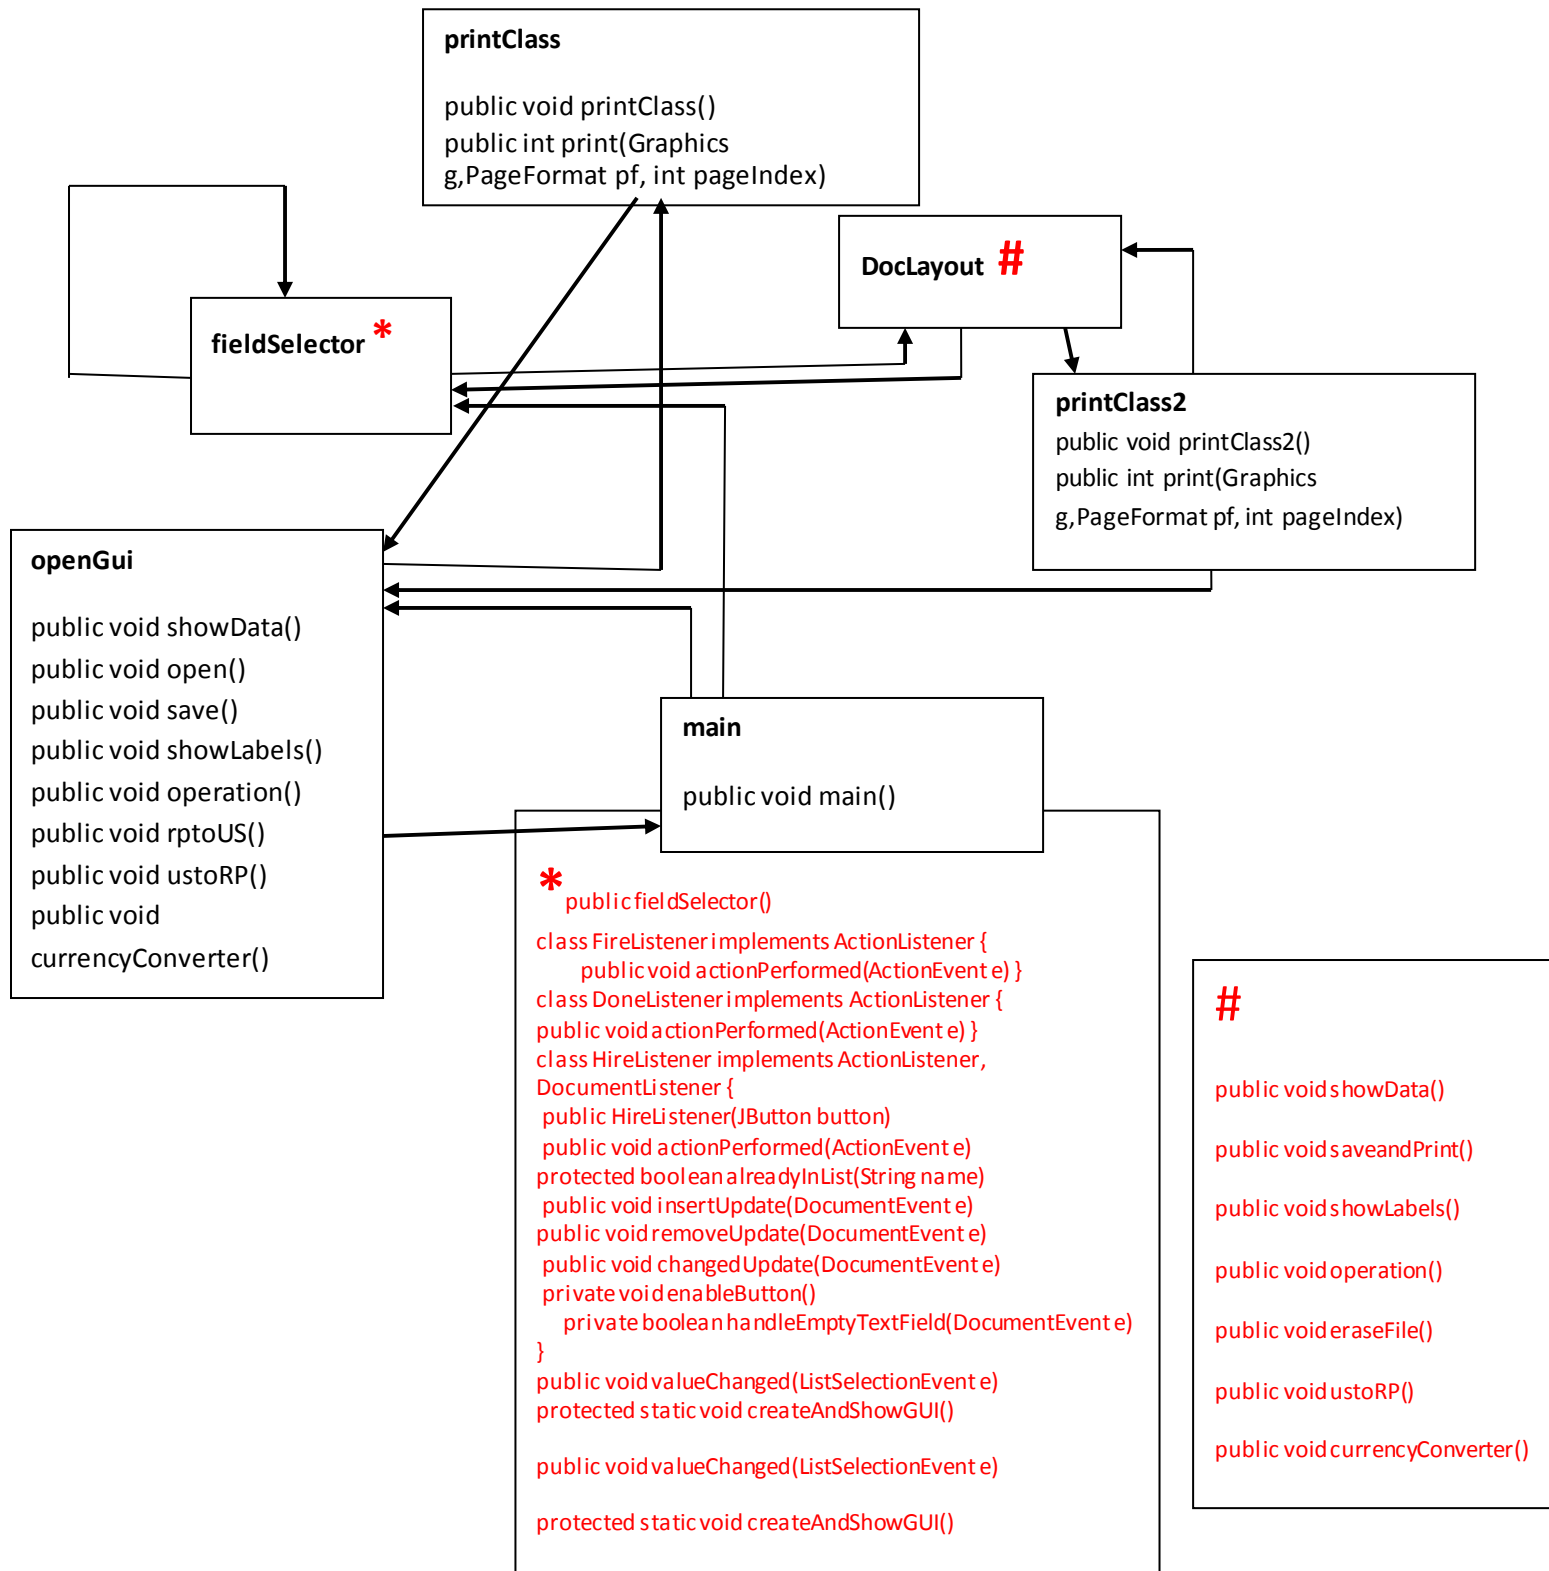 printClass
public void printClass()
public int print(Graphics
g,PageFormat pf, int pageIndex)
DocLayout #
fieldSelector *
printClass2
public void printClass2()
public int print(Graphics
g,PageFormat pf, int pageIndex)
openGui
public void showData()
public void open()
public void save()
public void showLabels()
public void operation()
public void rptoUS()
public void ustoRP()
public void
currencyConverter()
main
public void main()
* public fieldSelector()
class FireListener implements ActionListener {
public void actionPerformed(ActionEvent e) }
class DoneListener implements ActionListener {
public void actionPerformed(ActionEvent e) }
class HireListener implements ActionListener,
DocumentListener {
public HireListener(JButton button)
public void actionPerformed(ActionEvent e)
protected boolean alreadyInList(String name)
public void insertUpdate(DocumentEvent e)
public void removeUpdate(DocumentEvent e)
public void changedUpdate(DocumentEvent e)
private void enableButton()
private boolean handleEmptyTextField(DocumentEvent e)
}
public void valueChanged(ListSelectionEvent e)
protected static void createAndShowGUI()
public void valueChanged(ListSelectionEvent e)
protected static void createAndShowGUI()
#
public void showData()
public void saveandPrint()
public void showLabels()
public void operation()
public void eraseFile()
public void ustoRP()
public void currencyConverter()